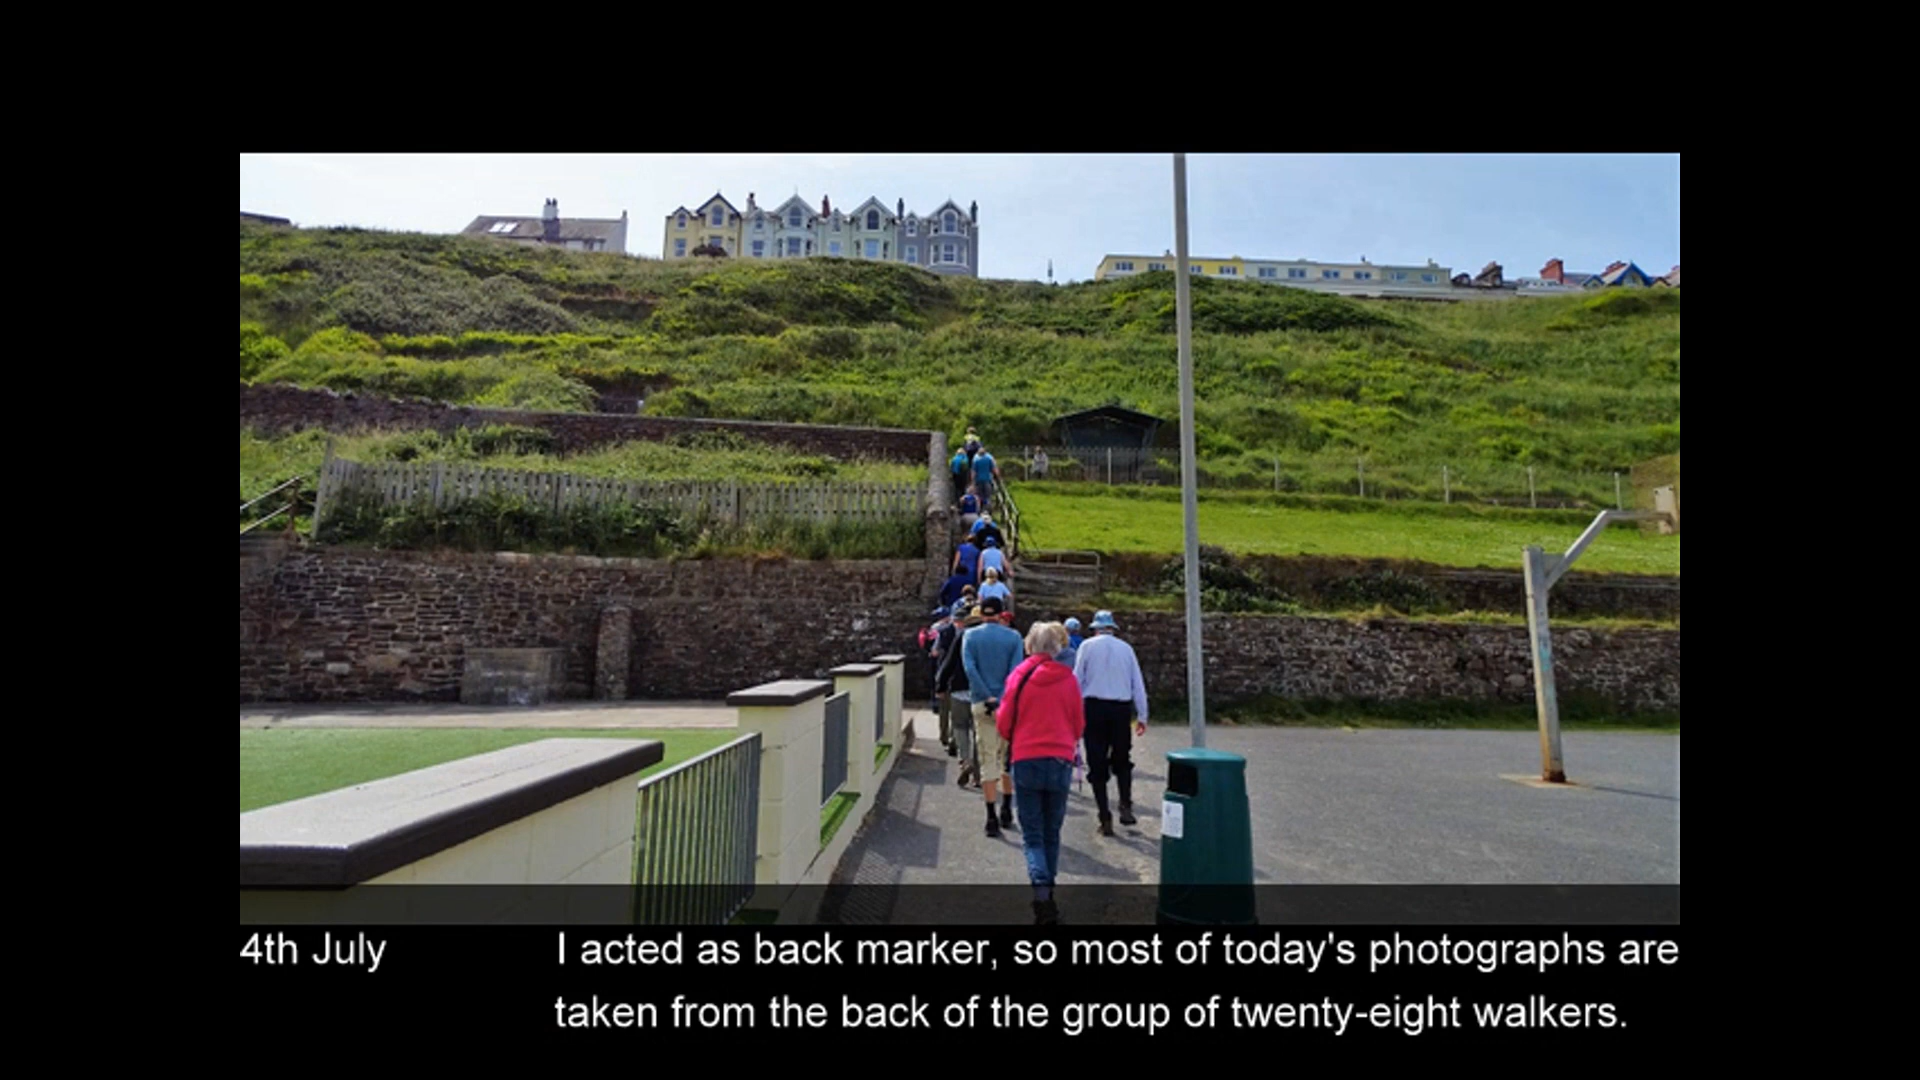 4th July
I acted as back marker, so most of today's photographs are
taken from the back of the group of twenty-eight walkers.